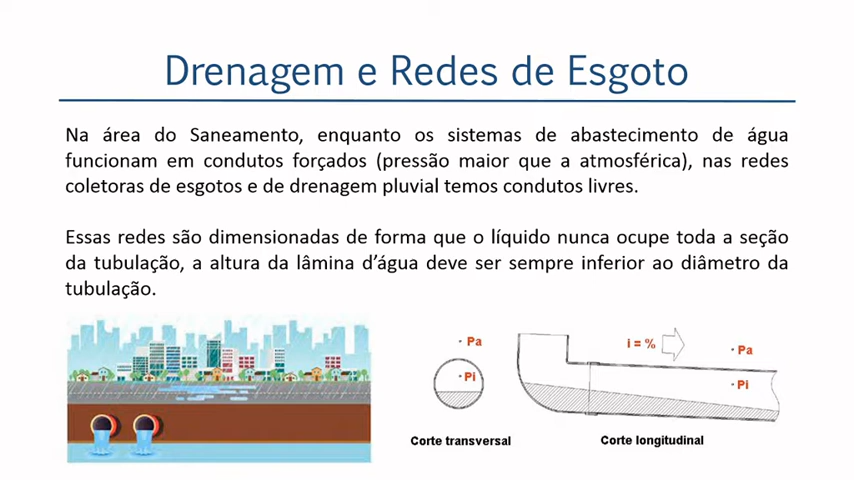 Drenagem e Redes de Esgoto
Na área do Saneamento, enquanto os sistemas de abastecimento de água
funcionam em condutos forçados (pressão maior que a atmosférica), nas redes
coletoras de esgotos e de drenagem pluvial temos condutos livres.
Essas redes são dimensionadas de forma que o líquido nunca ocupe toda a seção
da tubulação, a altura da lâmina d’água deve ser sempre inferior ao diâmetro da
tubulação.
Pa
Pi
Corte transversal
i = %
Pa
Pi
Corte longitudinal